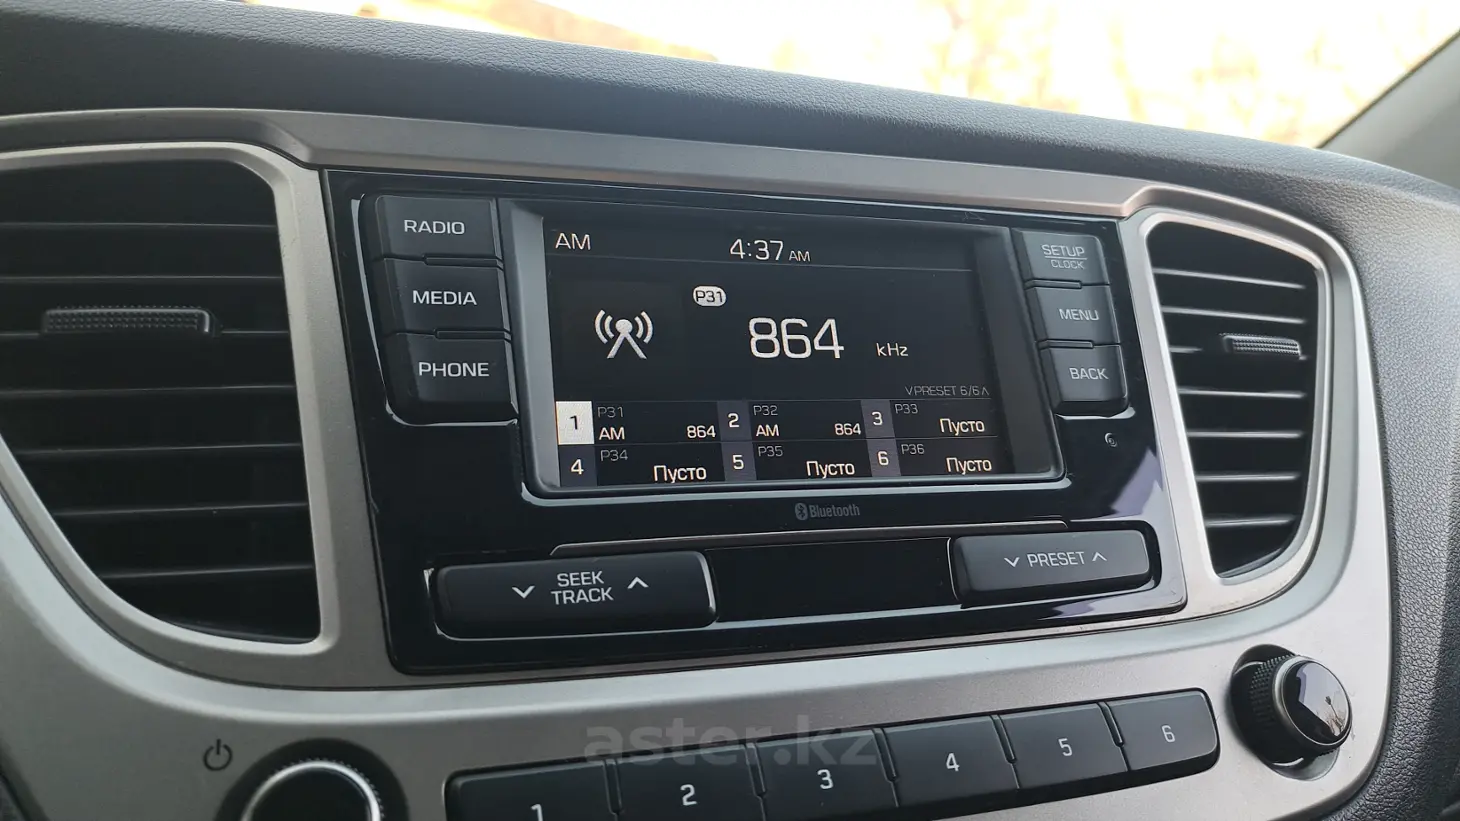 RADIO
MEDIA
PHONE
AM
4:37 AM
P31
864 kHz
∨ PRESET 6/6 ∧
1 P31 AM 864
2 P32 AM 864
3 P33 Пусто
4 P34 Пусто
5 P35 Пусто
6 P36 Пусто
SETUP
CLOCK
MENU
BACK
Bluetooth
∨ SEEK TRACK ∧
∨ PRESET ∧
1 2 3 4 5 6
aster.kz